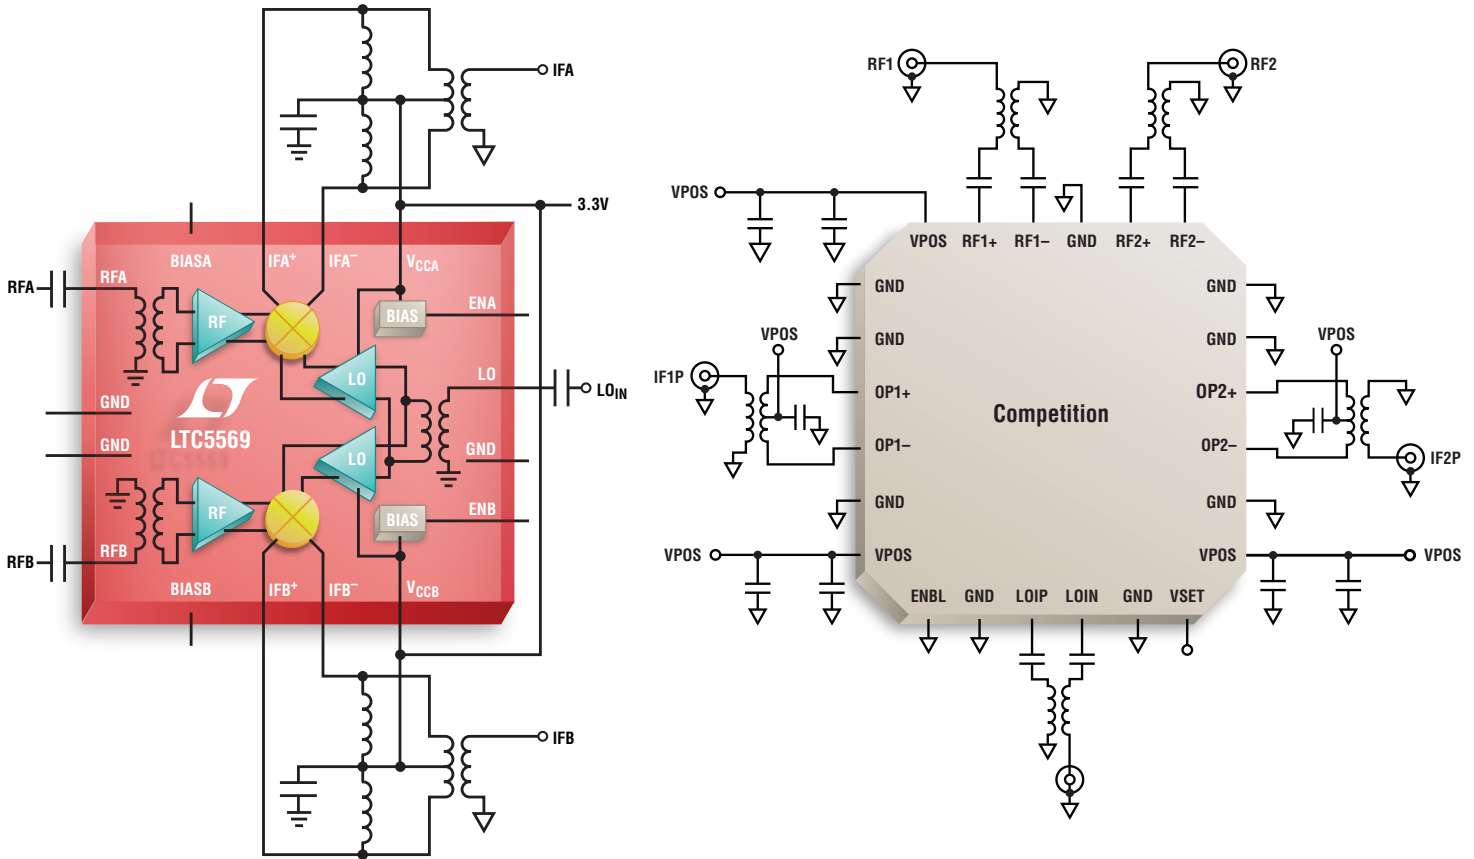 IFA
3.3V
BIASA
IFA+
IFA–
VCCA
RFA
RFA
RF
BIAS
ENA
LO
LO
LOIN
GND
GND
LTC5569
LO
GND
RF
BIAS
ENB
RFB
RFB
BIASB
IFB+
IFB–
VCCB
IFB
RF1
RF2
VPOS
VPOS
RF1+
RF1–
GND
RF2+
RF2–
GND
GND
GND
GND
VPOS
VPOS
IF1P
OP1+
OP2+
Competition
OP1–
OP2–
IF2P
GND
GND
VPOS
VPOS
VPOS
VPOS
ENBL
GND
LOIP
LOIN
GND
VSET